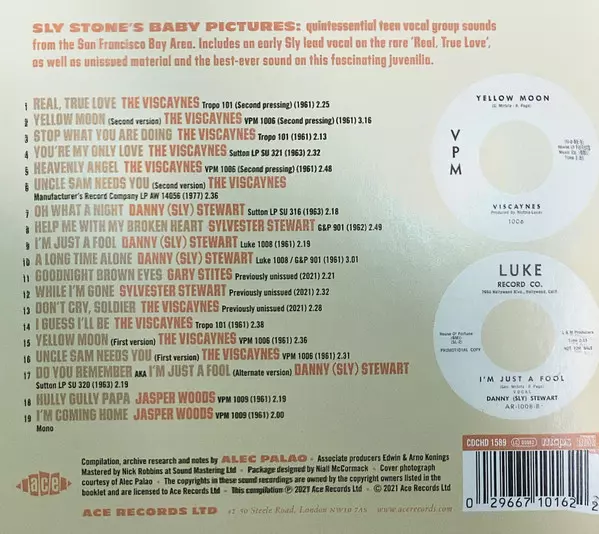 SLY STONE'S BABY PICTURES: quintessential teen vocal group sounds
from the San Francisco Bay Area. Includes an early Sly lead vocal on the rare 'Real, True Love',
as well as unissued material and the best-ever sound on this fascinating juvenilia.
1 REAL, TRUE LOVE THE VISCAYNES Tropo 101 (Second pressing) (1961) 2.25
2 YELLOW MOON (Second version) THE VISCAYNES VPM 1006 (Second pressing) (1961) 3.16
3 STOP WHAT YOU ARE DOING THE VISCAYNES Tropo 101 (1961) 2.13
4 YOU'RE MY ONLY LOVE THE VISCAYNES Sutton LP SU 321 (1963) 2.32
5 HEAVENLY ANGEL THE VISCAYNES VPM 1006 (Second pressing) (1961) 2.48
6 UNCLE SAM NEEDS YOU (Second version) THE VISCAYNES
Manufacturer's Record Company LP AW 14056 (1977) 2.36
7 OH WHAT A NIGHT DANNY (SLY) STEWART Sutton LP SU 316 (1963) 2.18
8 HELP ME WITH MY BROKEN HEART SYLVESTER STEWART G&P 901 (1962) 2.49
9 I'M JUST A FOOL DANNY (SLY) STEWART Luke 1008 (1961) 2.19
10 A LONG TIME ALONE DANNY (SLY) STEWART Luke 1008 / G&P 901 (1961) 3.01
11 GOODNIGHT BROWN EYES GARY STITES Previously unissued (2021) 2.21
12 WHILE I'M GONE SYLVESTER STEWART Previously unissued (2021) 2.32
13 DON'T CRY, SOLDIER THE VISCAYNES Previously unissued (2021) 2.28
14 I GUESS I'LL BE THE VISCAYNES Tropo 101 (1961) 2.38
15 YELLOW MOON (First version) THE VISCAYNES VPM 1006 (1961) 2.36
16 UNCLE SAM NEEDS YOU (First version) THE VISCAYNES VPM 1006 (1961) 2.31
17 DO YOU REMEMBER AKA I'M JUST A FOOL (Alternate version) DANNY (SLY) STEWART
Sutton LP SU 320 (1963) 2.19
18 HULLY GULLY PAPA JASPER WOODS VPM 1009 (1961) 2.19
19 I'M COMING HOME JASPER WOODS VPM 1009 (1961) 2.00
Mono
YELLOW MOON
VPM
VISCAYNES
1006
LUKE
RECORD CO.
PROMOTIONAL COPY
I'M JUST A FOOL
DANNY (SLY) STEWART
AR-1008-B
Compilation, archive research and notes by ALEC PALAO • Associate producers Edwin & Arno Konings
Mastered by Nick Robbins at Sound Mastering Ltd • Package designed by Niall McCormack • Cover photograph
courtesy of Alec Palao • The copyrights in these sound recordings are owned by the copyright owners listed in the
booklet and are licensed to Ace Records Ltd • This compilation ℗ 2021 Ace Records Ltd • © 2021 Ace Records Ltd
ace
ACE RECORDS LTD 42-50 Steele Road, London NW10 7AS www.acerecords.com
CDCHD 1589
0 29667 10162 2